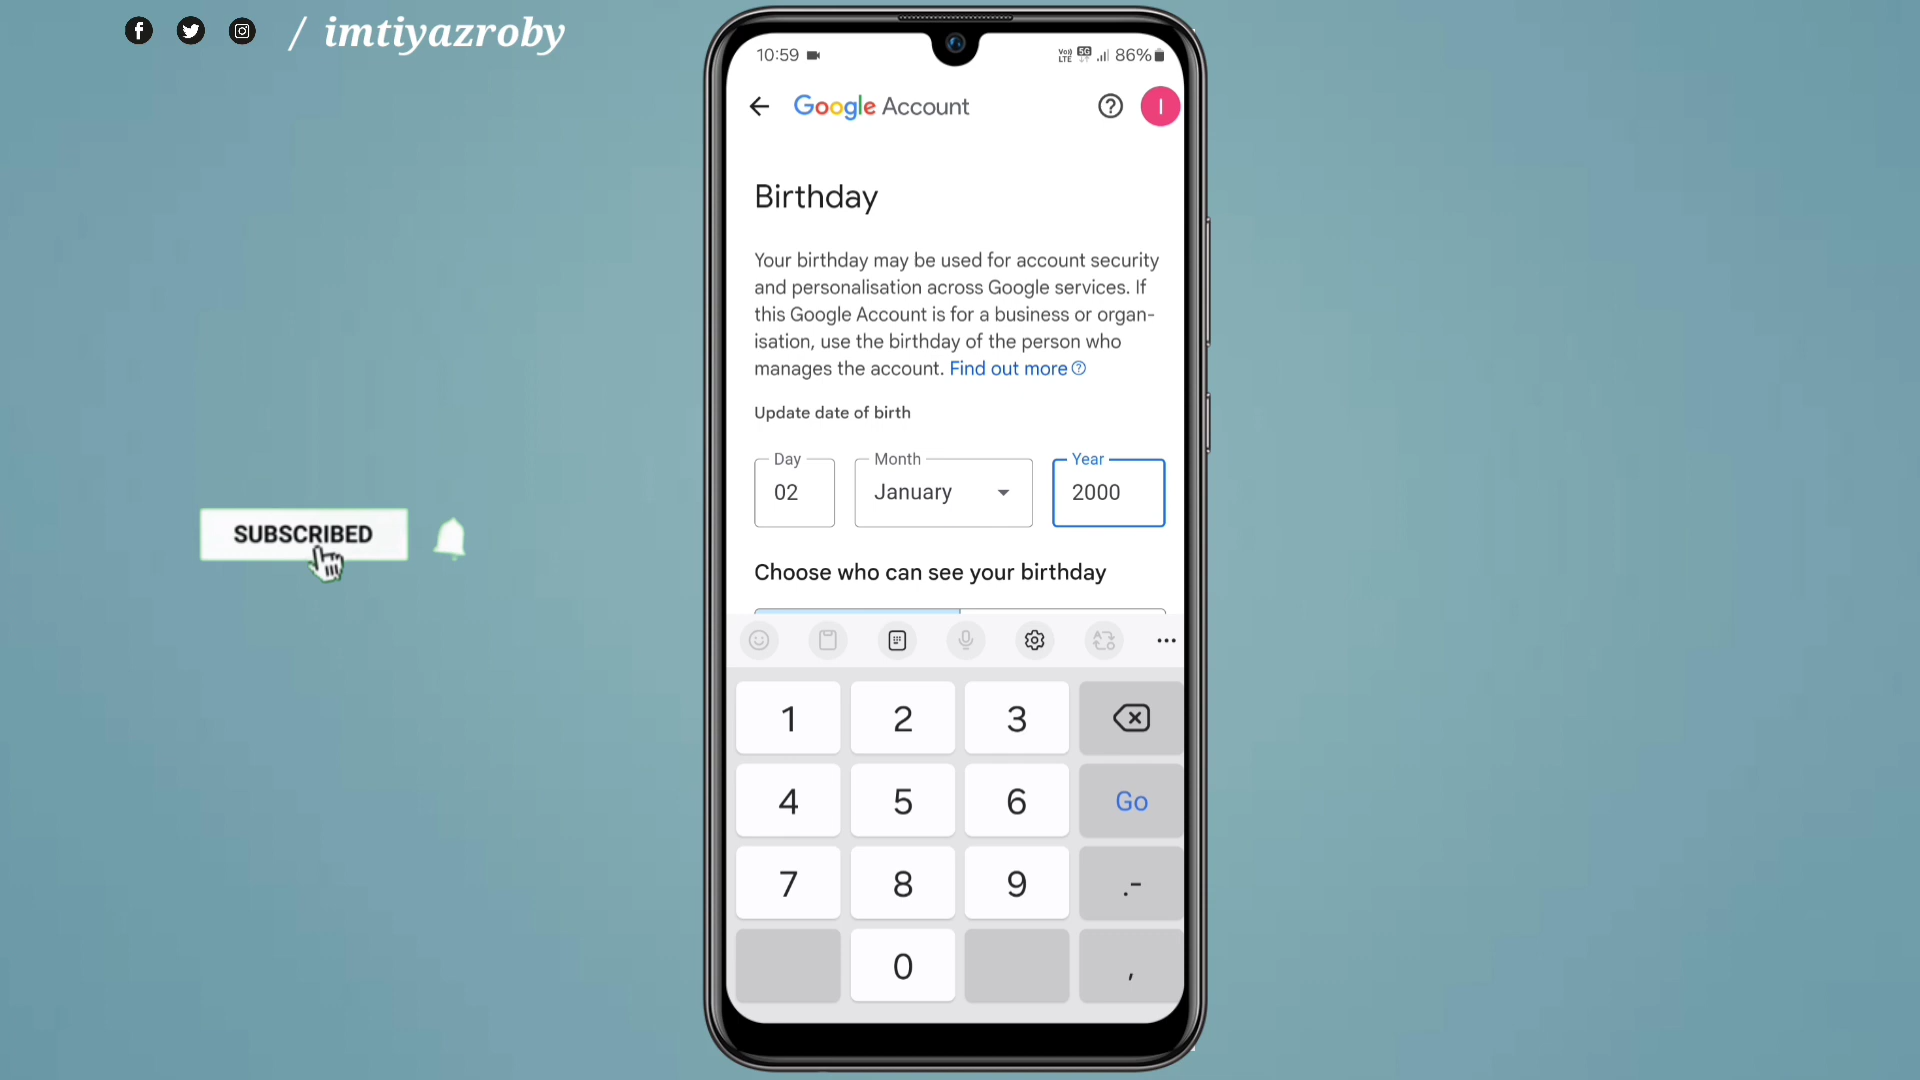 / imtiyazroby
10:59
Vo)) LTE 5G 86%
Google Account
I
Birthday
Your birthday may be used for account security
and personalisation across Google services. If
this Google Account is for a business or organ-
isation, use the birthday of the person who
manages the account. Find out more
Update date of birth
Day Month Year
02 January 2000
SUBSCRIBED
Choose who can see your birthday
1 2 3
4 5 6 Go
7 8 9 .-
0 ,